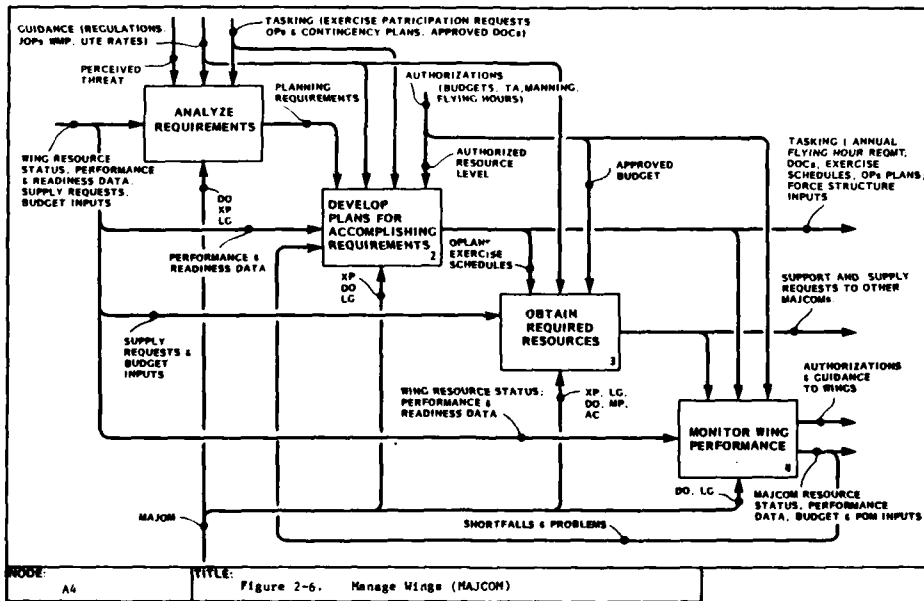 GUIDANCE (REGULATIONS,
JOPs WMP, UTE RATES)
TASKING (EXERCISE PATRICIPATION REQUESTS
OPs & CONTINGENCY PLANS, APPROVED DOCs)
PERCEIVED
THREAT
AUTHORIZATIONS
(BUDGETS, TA, MANNING,
FLYING HOURS)
ANALYZE
REQUIREMENTS
PLANNING
REQUIREMENTS
WING RESOURCE
STATUS, PERFORMANCE
& READINESS DATA,
SUPPLY REQUESTS,
BUDGET INPUTS
DO
XP
LG
AUTHORIZED
RESOURCE
LEVEL
APPROVED
BUDGET
TASKING ( ANNUAL
FLYING HOUR REQMT,
DOCs, EXERCISE
SCHEDULES, OPs PLANS,
FORCE STRUCTURE
INPUTS
DEVELOP
PLANS FOR
ACCOMPLISHING
REQUIREMENTS
2
PERFORMANCE &
READINESS DATA
OPLANS
EXERCISE
SCHEDULES
XP
DO
LG
SUPPORT AND SUPPLY
REQUESTS TO OTHER
MAJCOMs
OBTAIN
REQUIRED
RESOURCES
3
SUPPLY
REQUESTS &
BUDGET
INPUTS
WING RESOURCE STATUS;
PERFORMANCE &
READINESS DATA
XP, LG,
DO, MP,
AC
AUTHORIZATIONS
& GUIDANCE
TO WINGS
MONITOR WING
PERFORMANCE
4
DO, LG
MAJCOM RESOURCE
STATUS, PERFORMANCE
DATA, BUDGET & POM INPUTS
MAJOM
SHORTFALLS & PROBLEMS
NODE:
A4
TITLE:
Figure 2-6. Manage Wings (MAJCOM)